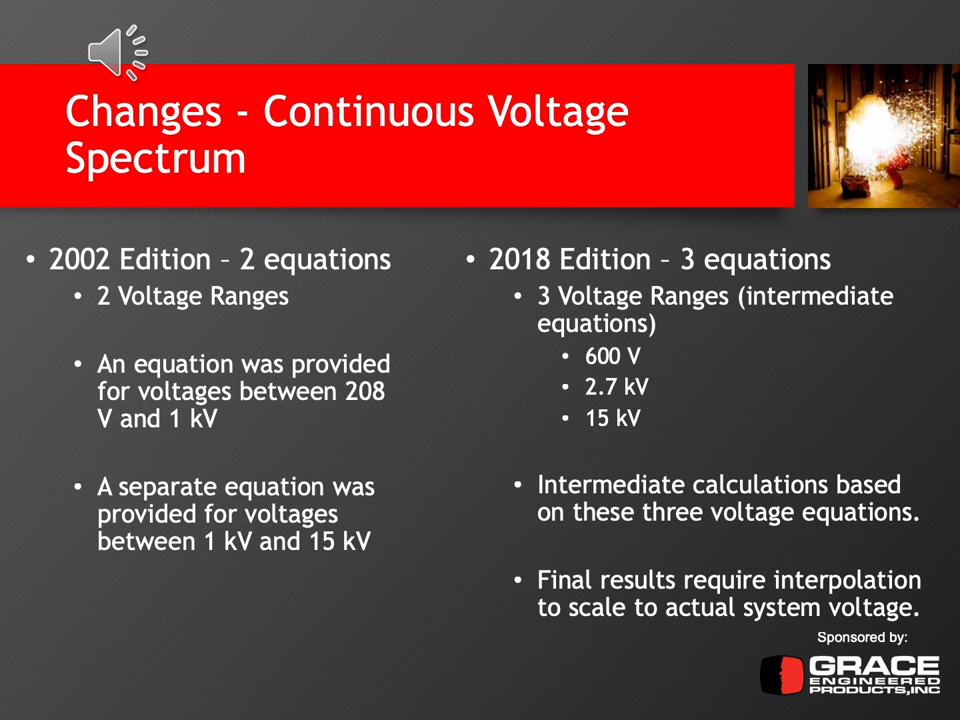 Changes - Continuous Voltage
Spectrum
• 2002 Edition – 2 equations
• 2 Voltage Ranges
• An equation was provided
for voltages between 208
V and 1 kV
• A separate equation was
provided for voltages
between 1 kV and 15 kV
• 2018 Edition – 3 equations
• 3 Voltage Ranges (intermediate
equations)
• 600 V
• 2.7 kV
• 15 kV
• Intermediate calculations based
on these three voltage equations.
• Final results require interpolation
to scale to actual system voltage.
Sponsored by:
GRACE
ENGINEERED
PRODUCTS,INC